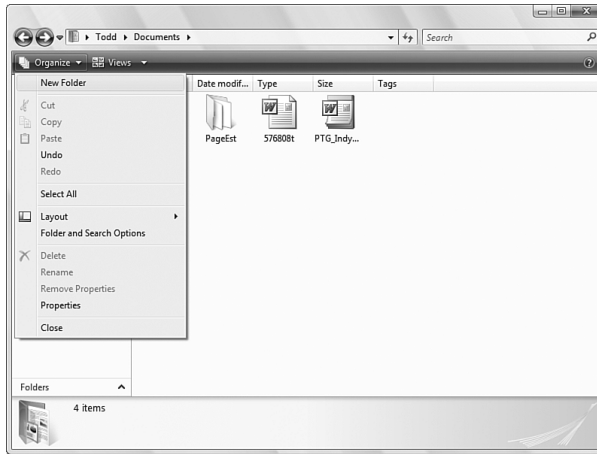 Todd Documents Search
Organize Views
New Folder
Date modif... Type Size Tags
Cut
Copy
Paste
Undo
Redo
Select All
Layout
Folder and Search Options
Delete
Rename
Remove Properties
Properties
Close
PageEst 576808t PTG_Indy...
Folders
4 items